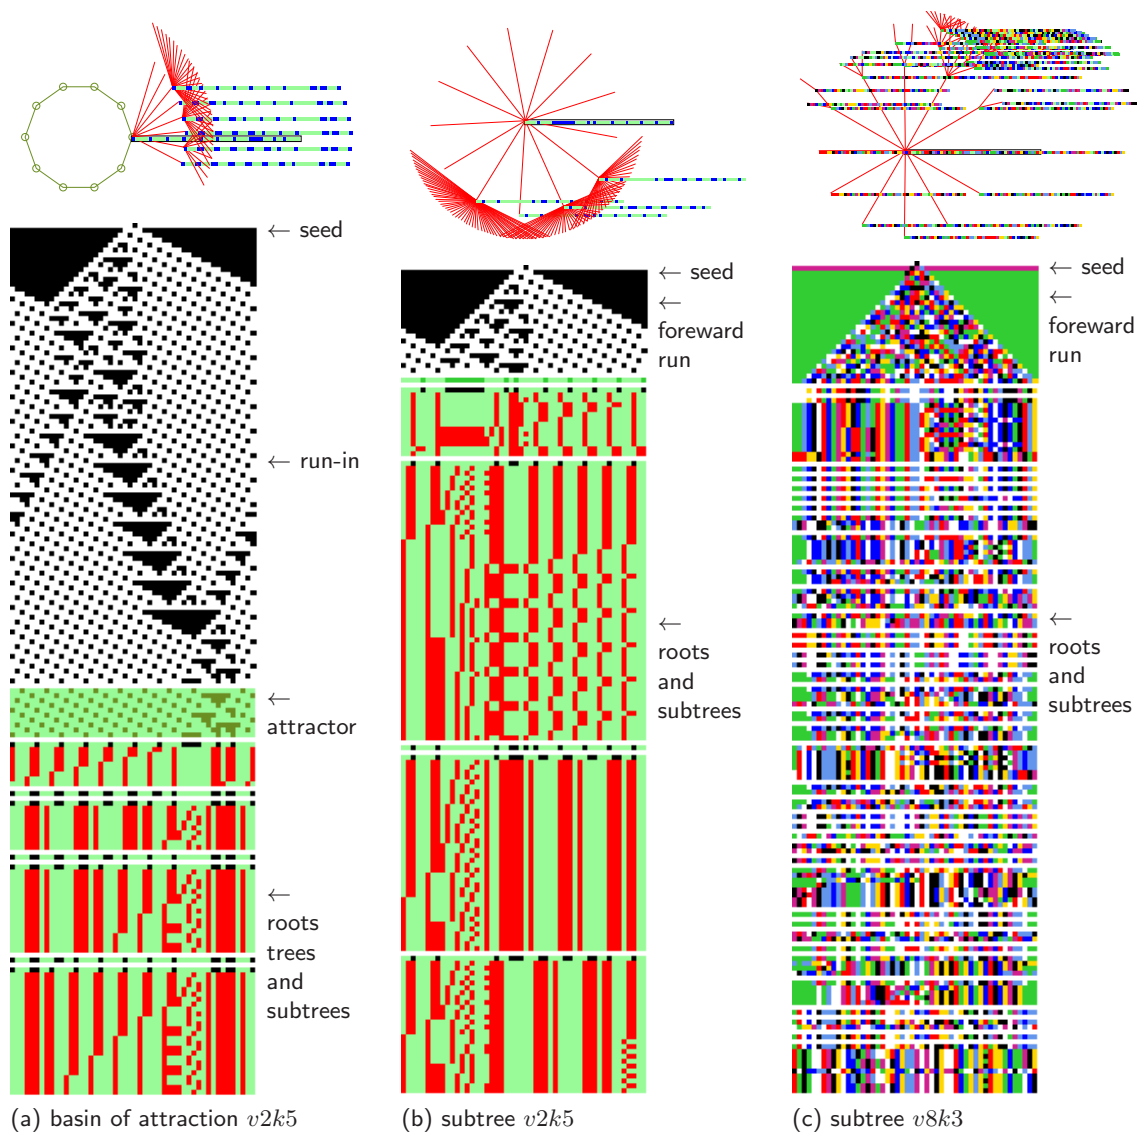 ← seed
← run-in
←
attractor
←
roots
trees
and
subtrees
(a) basin of attraction v2k5
← seed
←
foreward
run
←
roots
and
subtrees
(b) subtree v2k5
← seed
←
foreward
run
←
roots
and
subtrees
(c) subtree v8k3